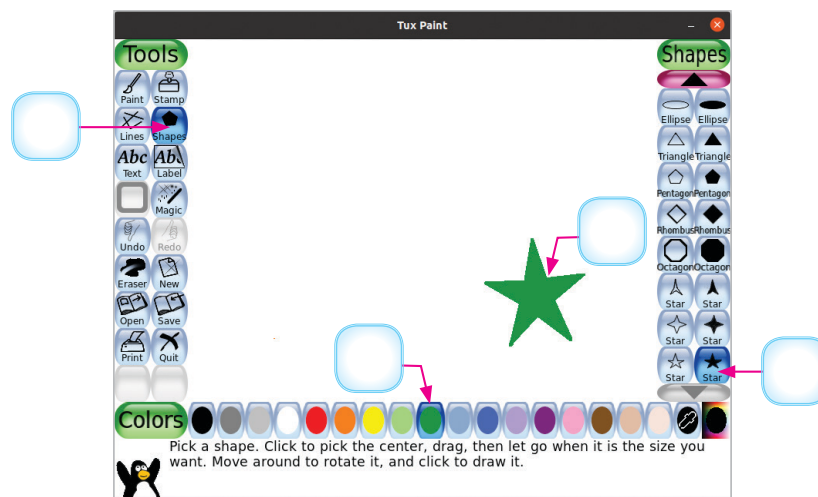 Tux Paint
Tools
Shapes
Paint Stamp
Lines Shapes
Abc Abc
Text Label
Magic
Undo Redo
Eraser New
Open Save
Print Quit
Ellipse Ellipse
Triangle Triangle
Pentagon Pentagon
Rhombus Rhombus
Octagon Octagon
Star Star
Star Star
Star Star
Colors
Pick a shape. Click to pick the center, drag, then let go when it is the size you
want. Move around to rotate it, and click to draw it.